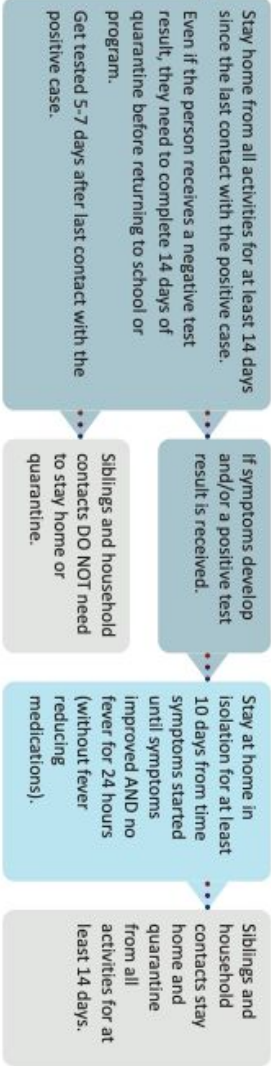 Stay home from all activities for at least 14 days
since the last contact with the positive case.
Even if the person receives a negative test
result, they need to complete 14 days of
quarantine before returning to school or
program.
Get tested 5-7 days after last contact with the
positive case.
If symptoms develop
and/or a positive test
result is received.
Siblings and household
contacts DO NOT need
to stay home or
quarantine.
Stay at home in
isolation for at least
10 days from time
symptoms started
until symptoms
improved AND no
fever for 24 hours
(without fever
reducing
medications).
Siblings and
household
contacts stay
home and
quarantine
from all
activities for at
least 14 days.